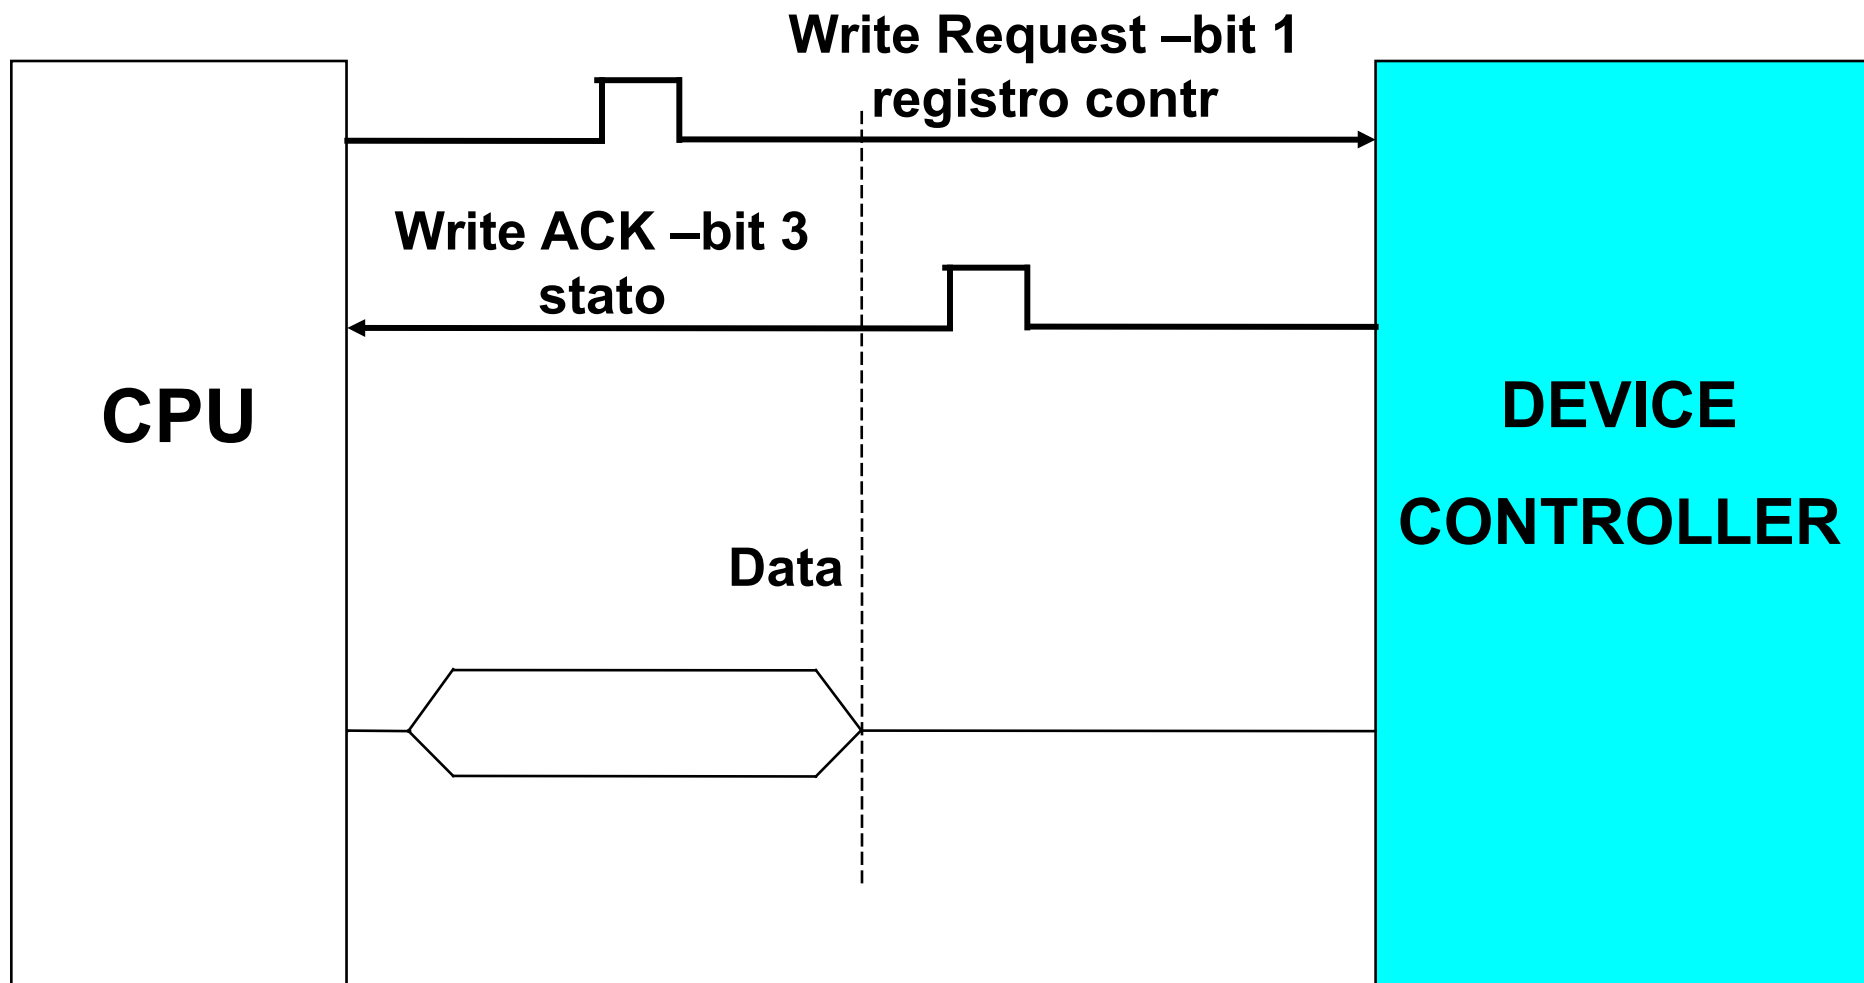 Write Request –bit 1
registro contr
Write ACK –bit 3
stato
CPU
DEVICE
CONTROLLER
Data